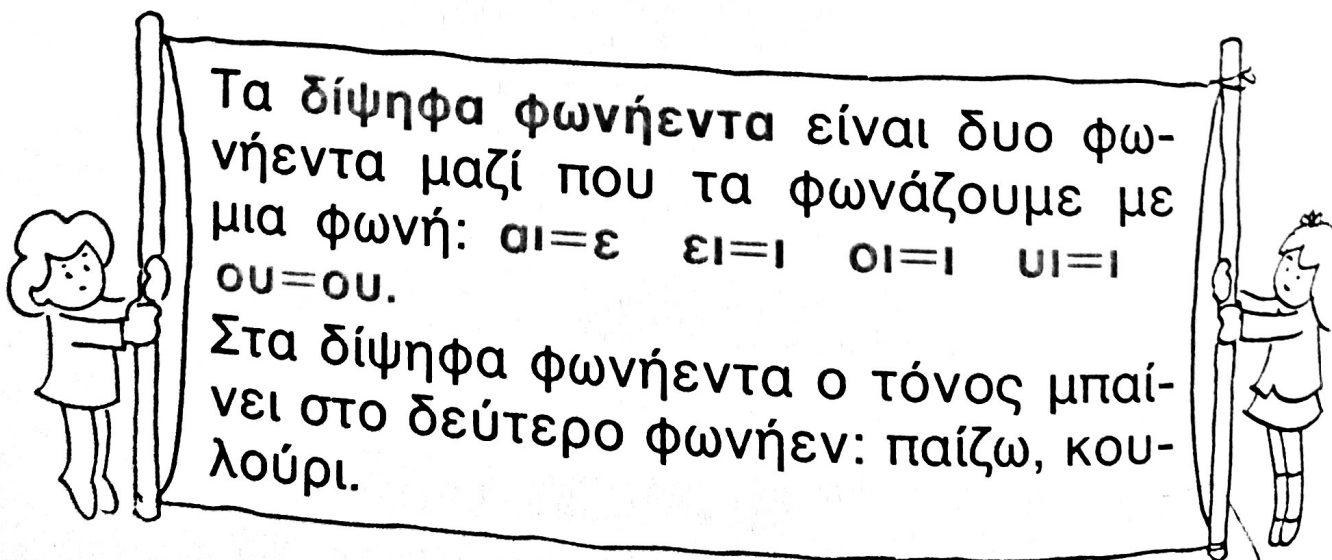 Τα δίψηφα φωνήεντα είναι δυο φω-
νήεντα μαζί που τα φωνάζουμε με
μια φωνή: αι=ε ει=ι οι=ι υι=ι
ου=ου.
Στα δίψηφα φωνήεντα ο τόνος μπαί-
νει στο δεύτερο φωνήεν: παίζω, κου-
λούρι.